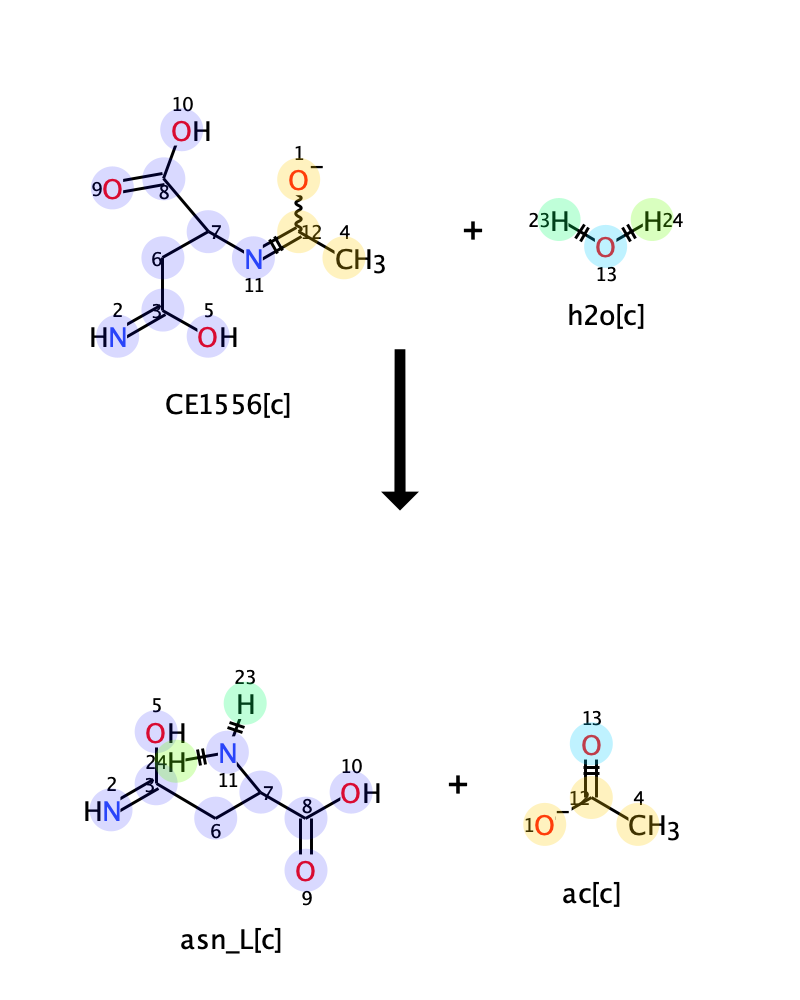 10
OH
1
O−
9O
8
7
12
4
CH3
6
N
11
2
3
5
HN
OH
CE1556[c]
+
23H
H24
O
13
h2o[c]
23
H
5
OH
24H
N
11
2
3
HN
6
7
8
10
OH
O
9
asn_L[c]
+
13
O
12
4
1O−
CH3
ac[c]